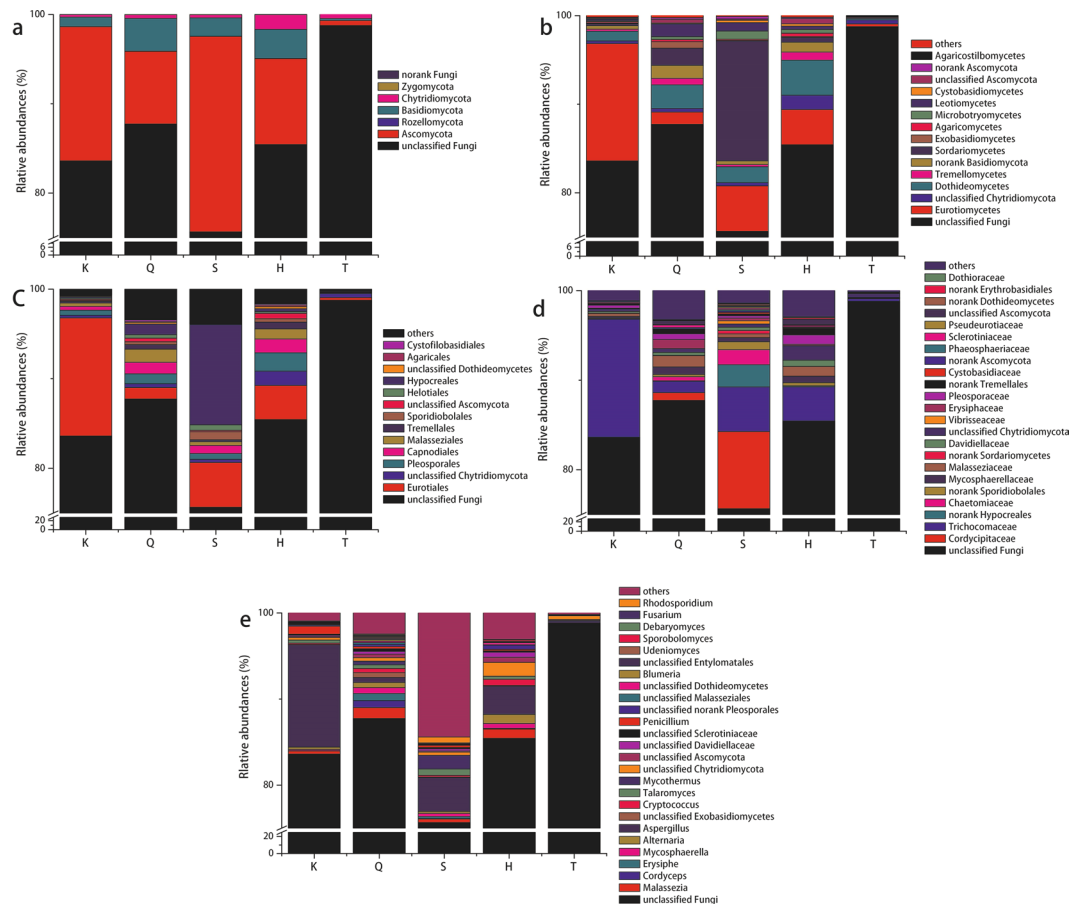 a
Rlative abundances (%)
100
80
6
0
K Q S H T
norank Fungi
Zygomycota
Chytridiomycota
Basidiomycota
Rozellomycota
Ascomycota
unclassified Fungi
b
Rlative abundances (%)
100
80
6
0
K Q S H T
others
Agaricostilbomycetes
norank Ascomycota
unclassified Ascomycota
Cystobasidiomycetes
Leotiomycetes
Microbotryomycetes
Agaricomycetes
Exobasidiomycetes
Sordariomycetes
norank Basidiomycota
Tremellomycetes
Dothideomycetes
unclassified Chytridiomycota
Eurotiomycetes
unclassified Fungi
C
Rlative abundances (%)
100
80
20
0
K Q S H T
others
Cystofilobasidiales
Agaricales
unclassified Dothideomycetes
Hypocreales
Helotiales
unclassified Ascomycota
Sporidiobolales
Tremellales
Malasseziales
Capnodiales
Pleosporales
unclassified Chytridiomycota
Eurotiales
unclassified Fungi
d
Rlative abundances (%)
100
80
20
0
K Q S H T
others
Dothioraceae
norank Erythrobasidiales
norank Dothideomycetes
unclassified Ascomycota
Pseudeurotiaceae
Sclerotiniaceae
Phaeosphaeriaceae
norank Ascomycota
Cystobasidiaceae
norank Tremellales
Pleosporaceae
Erysiphaceae
Vibrisseaceae
unclassified Chytridiomycota
Davidiellaceae
norank Sordariomycetes
Malasseziaceae
Mycosphaerellaceae
norank Sporidiobolales
Chaetomiaceae
norank Hypocreales
Trichocomaceae
Cordycipitaceae
unclassified Fungi
e
Rlative abundances (%)
100
80
20
0
K Q S H T
others
Rhodosporidium
Fusarium
Debaryomyces
Sporobolomyces
Udeniomyces
unclassified Entylomatales
Blumeria
unclassified Dothideomycetes
unclassified Malasseziales
unclassified norank Pleosporales
Penicillium
unclassified Sclerotiniaceae
unclassified Davidiellaceae
unclassified Ascomycota
unclassified Chytridiomycota
Mycothermus
Talaromyces
Cryptococcus
unclassified Exobasidiomycetes
Aspergillus
Alternaria
Mycosphaerella
Erysiphe
Cordyceps
Malassezia
unclassified Fungi